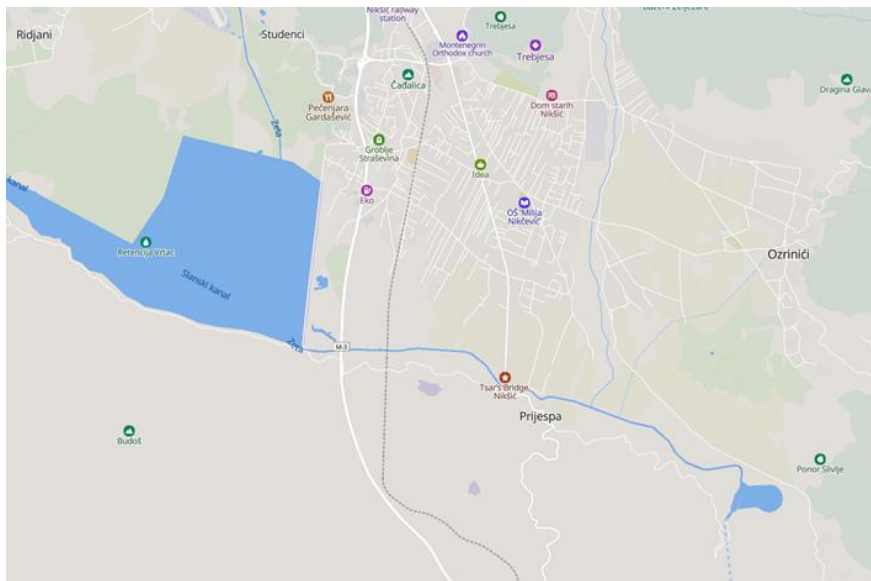 Nikšić railway
station
Trebjesa
Ridjani
Studenci
Montenegrin
Orthodox church
Trebjesa
Čađalica
Dragina Glava
Pečenjara
Gardašević
Dom starih
Nikšić
Zeta
Groblje
Straševina
Idea
kanal
Eko
OŠ 'Milija
Nikčević'
Retencija Vrtac
Ozrinići
Slanski kanal
Zeta
M-3
Tsar's Bridge
Nikšić
Prijespa
Budoš
Ponor Slivlje